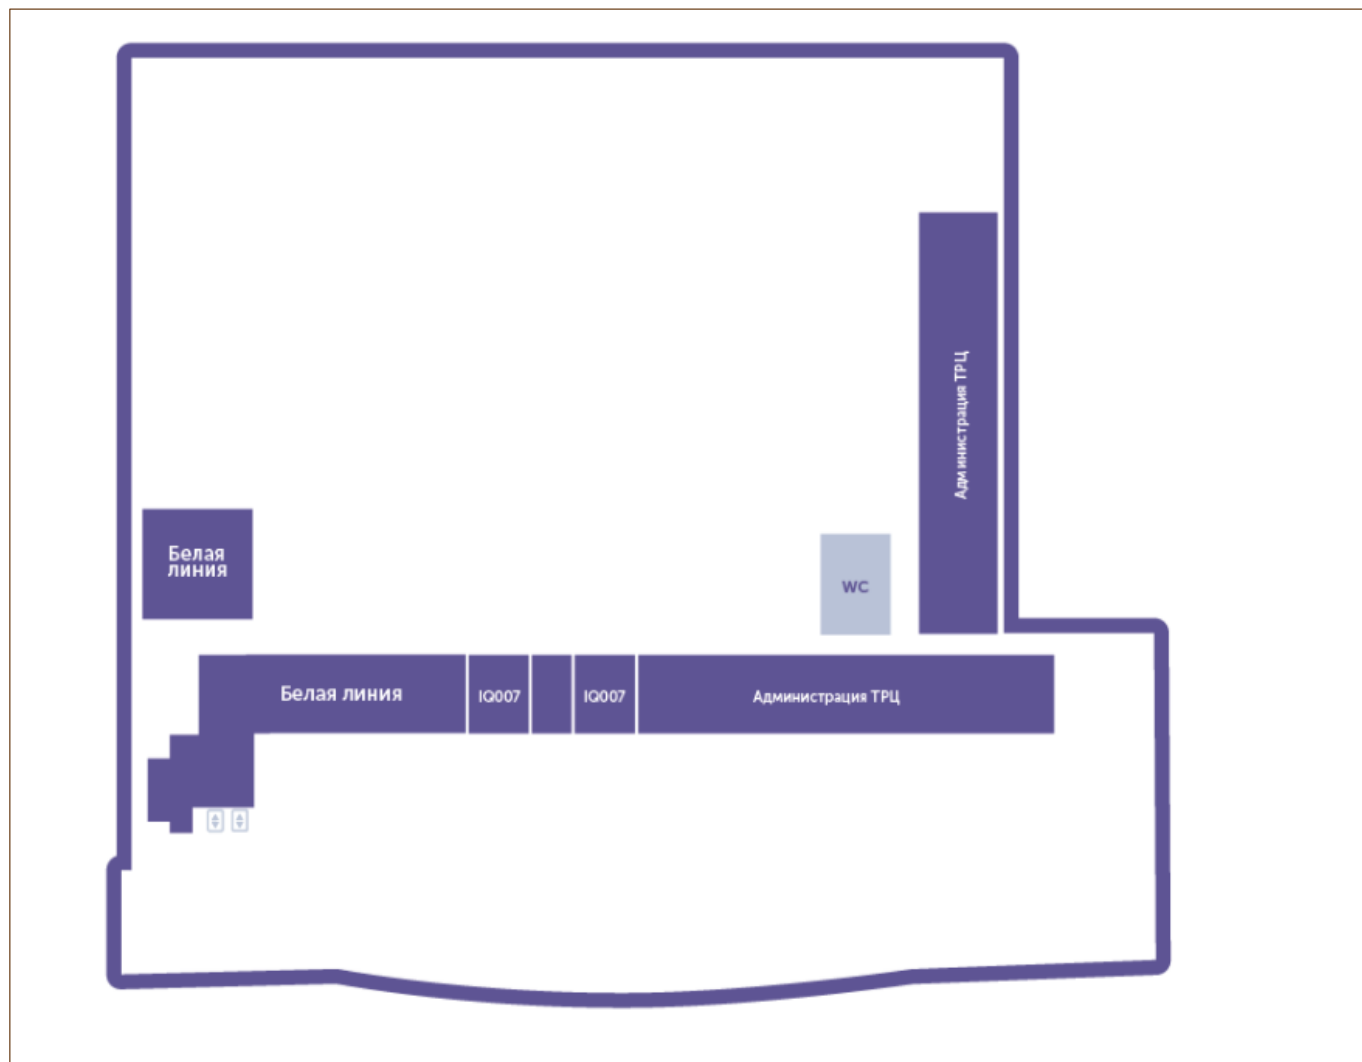 Администрация ТРЦ
Белая
линия
WC
Белая линия
IQ007
IQ007
Администрация ТРЦ